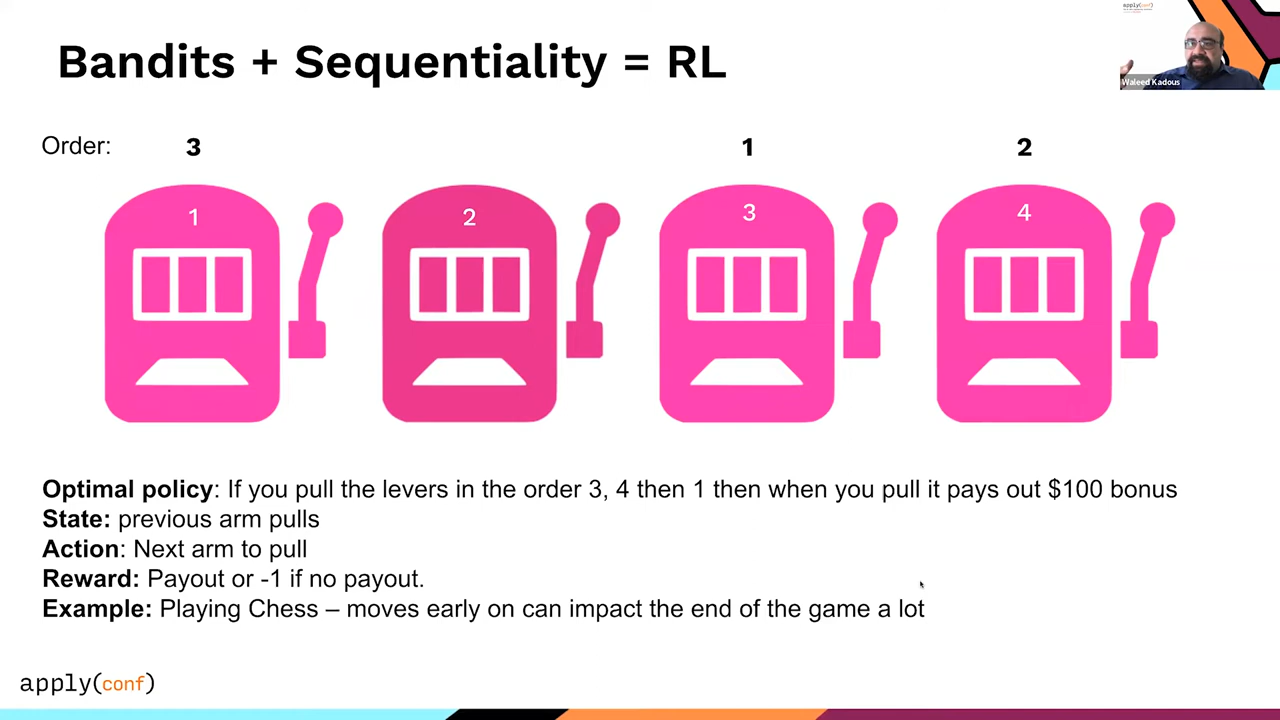 Bandits + Sequentiality = RL
apply(conf)
Waleed Kadous
Order: 3 1 2
1 2 3 4
Optimal policy: If you pull the levers in the order 3, 4 then 1 then when you pull it pays out $100 bonus
State: previous arm pulls
Action: Next arm to pull
Reward: Payout or -1 if no payout.
Example: Playing Chess – moves early on can impact the end of the game a lot
apply(conf)